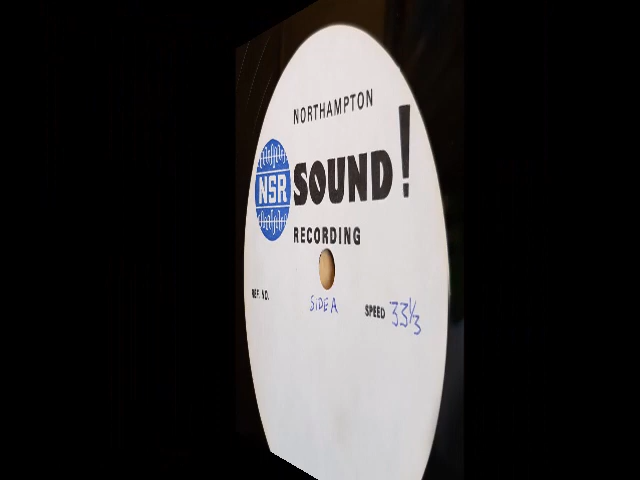 NORTHAMPTON
NSR SOUND!
RECORDING
REF. NO.
SIDE A
SPEED 33⅓